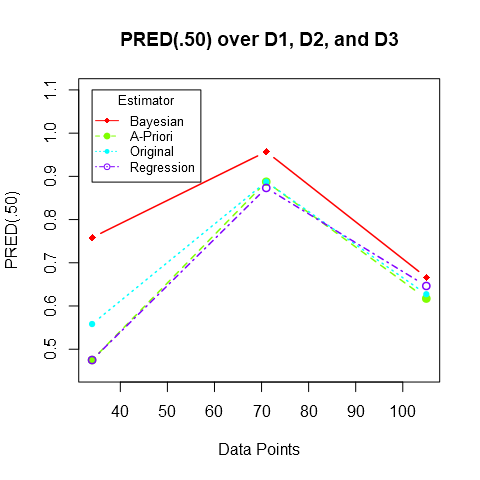 PRED(.50) over D1, D2, and D3
Estimator
Bayesian
A-Priori
Original
Regression
PRED(.50)
1.1
1.0
0.9
0.8
0.7
0.6
0.5
40 50 60 70 80 90 100
Data Points